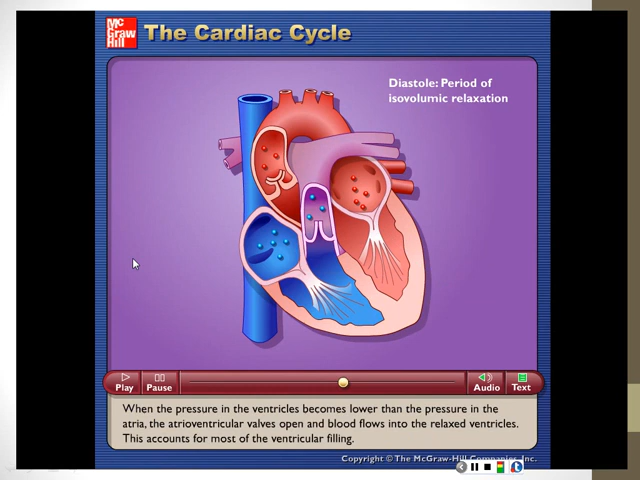 Mc
Graw
Hill
The Cardiac Cycle
Diastole: Period of
isovolumic relaxation
Play
Pause
Audio
Text
When the pressure in the ventricles becomes lower than the pressure in the
atria, the atrioventricular valves open and blood flows into the relaxed ventricles.
This accounts for most of the ventricular filling.
Copyright © The McGraw-Hill Companies, Inc.